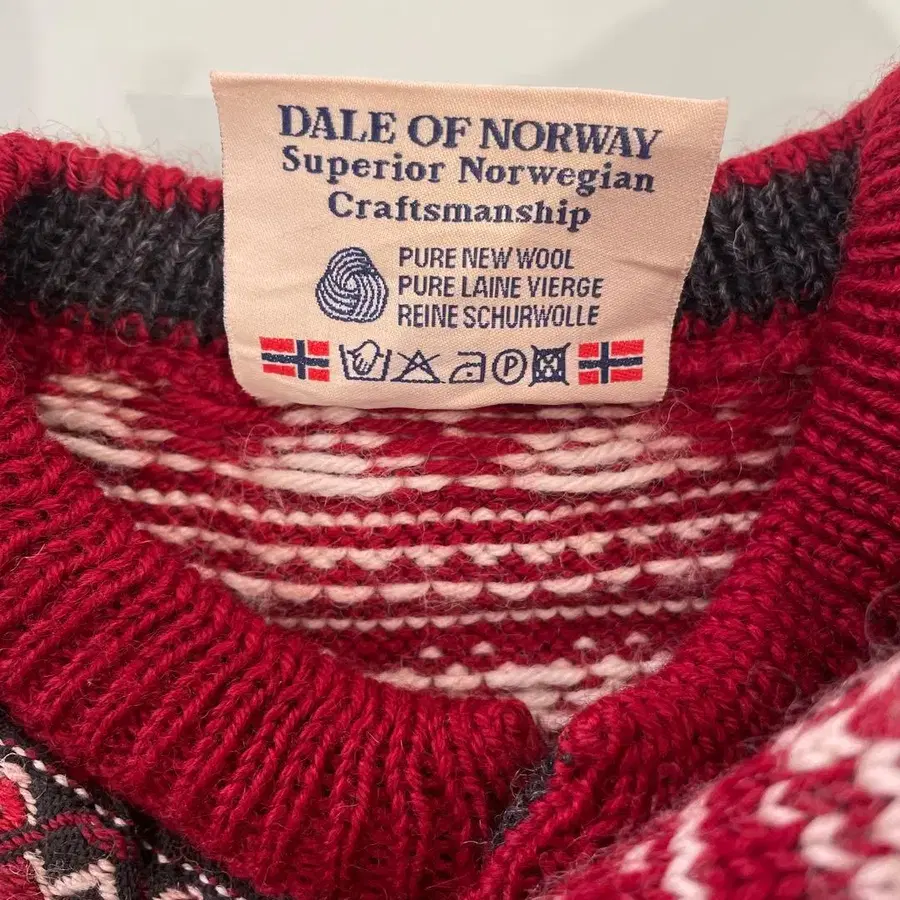 DALE OF NORWAY
Superior Norwegian
Craftsmanship
PURE NEW WOOL
PURE LAINE VIERGE
REINE SCHURWOLLE
P